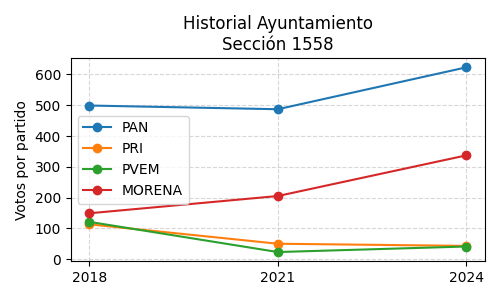 Historial Ayuntamiento
Sección 1558
Votos por partido
600
500
400
300
200
100
0
PAN
PRI
PVEM
MORENA
2018
2021
2024